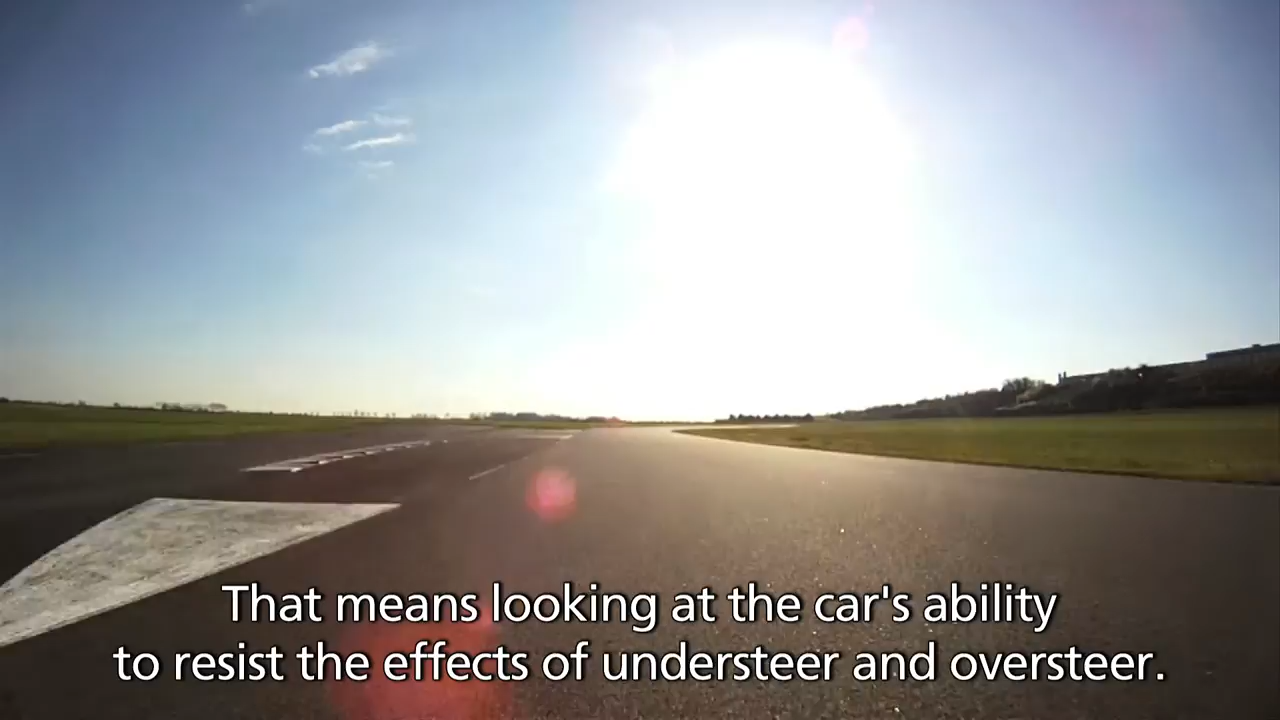 That means looking at the car's ability
to resist the effects of understeer and oversteer.